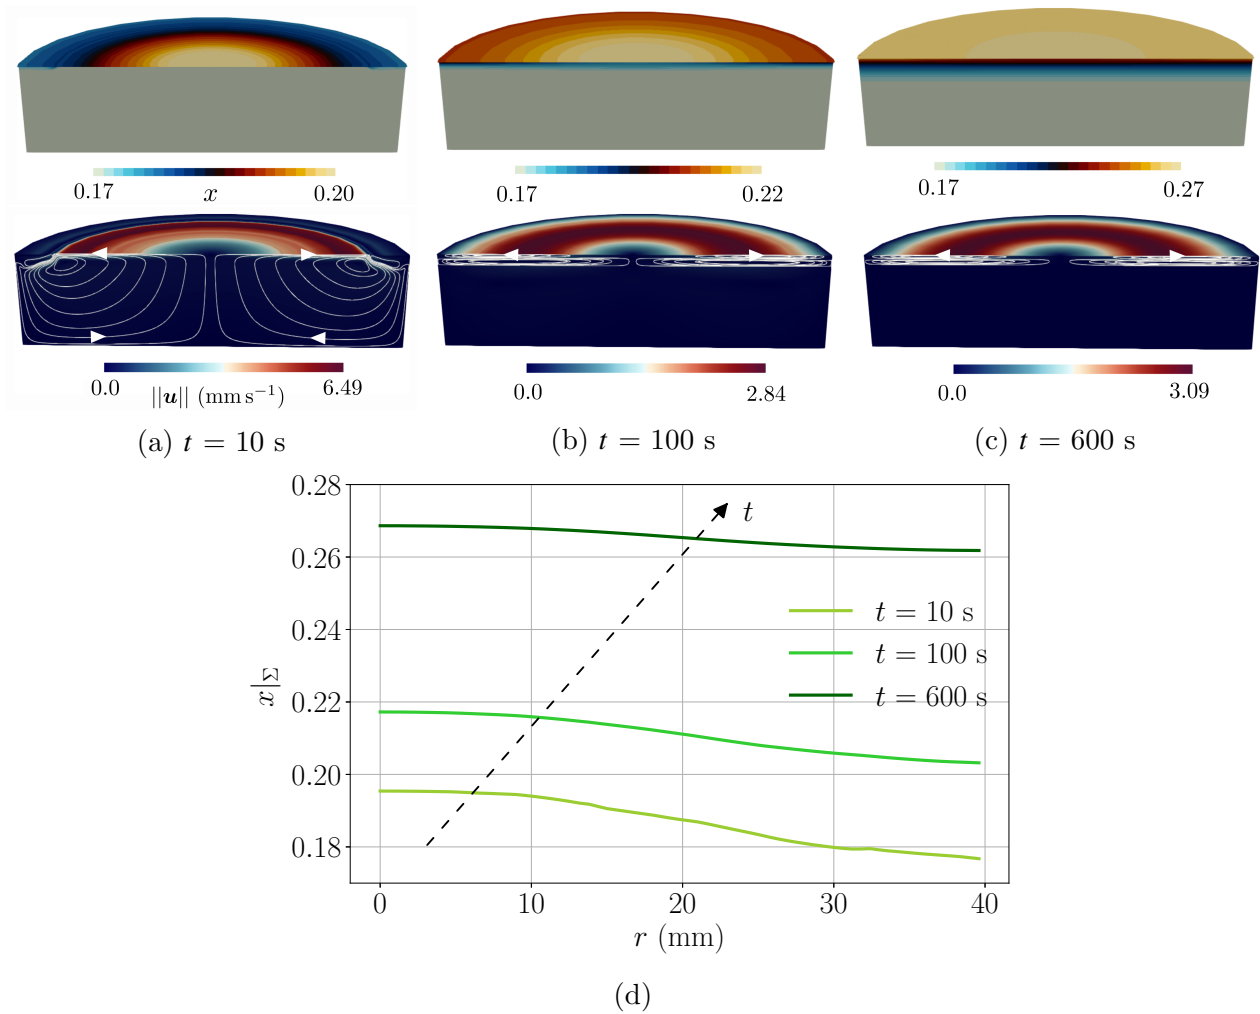 0.17 x 0.20
0.17 0.22
0.17 0.27
0.0 ||u|| (mm s⁻¹) 6.49
0.0 2.84
0.0 3.09
(a) t = 10 s
(b) t = 100 s
(c) t = 600 s
0.28
0.26
0.24
0.22
0.20
0.18
x|Σ
t
t = 10 s
t = 100 s
t = 600 s
0 10 20 30 40
r (mm)
(d)